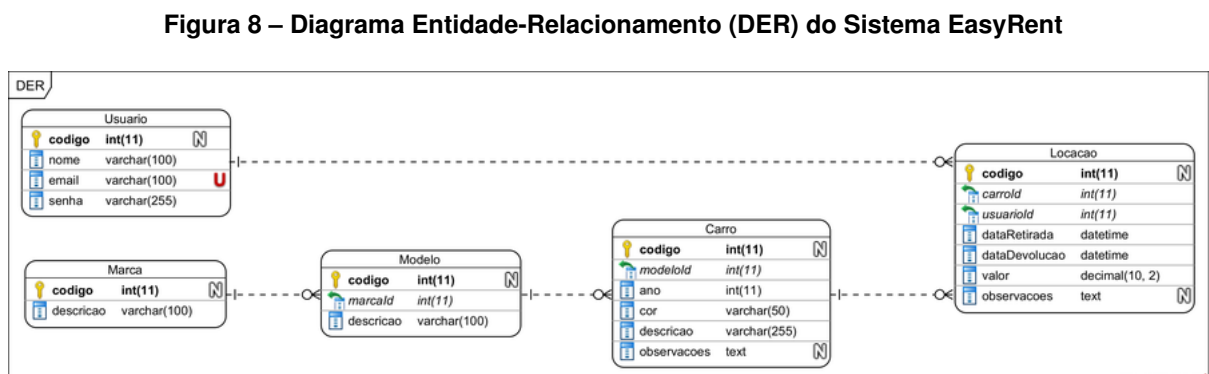 Figura 8 – Diagrama Entidade-Relacionamento (DER) do Sistema EasyRent
DER
Usuario
codigo int(11) N
nome varchar(100)
email varchar(100) U
senha varchar(255)
Marca
codigo int(11) N
descricao varchar(100)
Modelo
codigo int(11) N
marcaId int(11)
descricao varchar(100)
Carro
codigo int(11) N
modeloId int(11)
ano int(11)
cor varchar(50)
descricao varchar(255)
observacoes text N
Locacao
codigo int(11) N
carroId int(11)
usuarioId int(11)
dataRetirada datetime
dataDevolucao datetime
valor decimal(10, 2)
observacoes text N